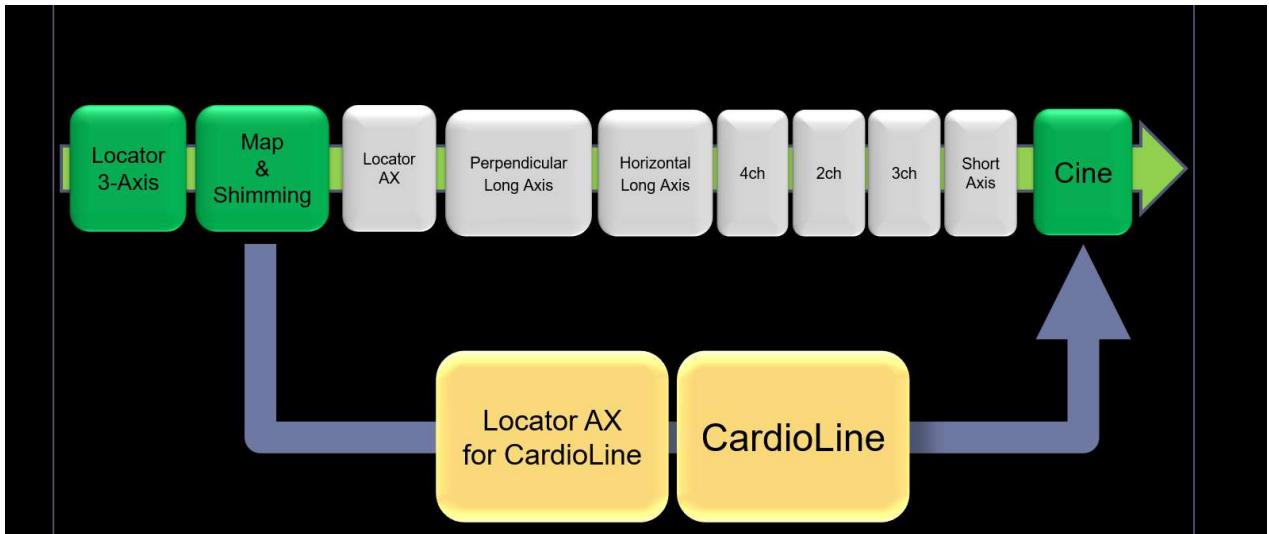 Locator
3-Axis
Map
&
Shimming
Locator
AX
Perpendicular
Long Axis
Horizontal
Long Axis
4ch
2ch
3ch
Short
Axis
Cine
Locator AX
for CardioLine
CardioLine